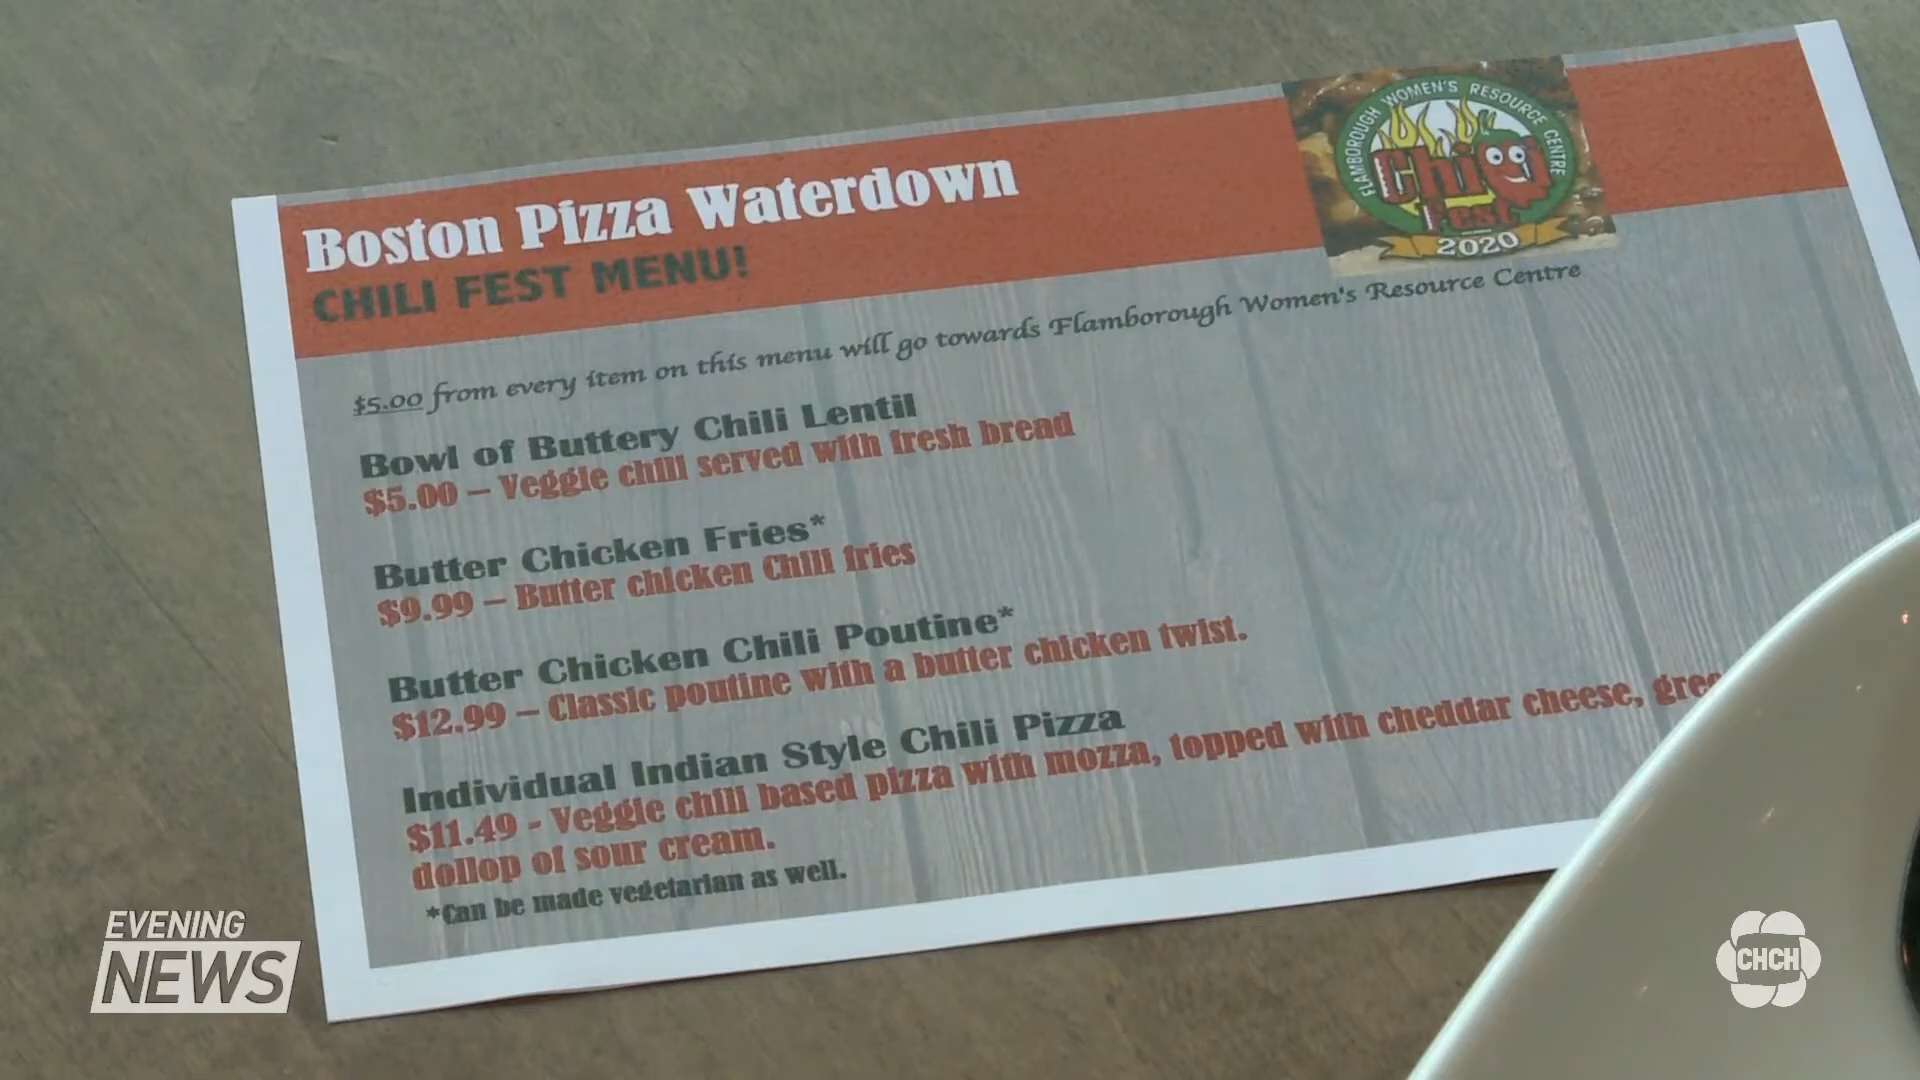 FLAMBOROUGH WOMEN'S RESOURCE CENTRE
Chili
Fest
2020
Boston Pizza Waterdown
CHILI FEST MENU!
$5.00 from every item on this menu will go towards Flamborough Women's Resource Centre
Bowl of Buttery Chili Lentil
$5.00 – Veggie chili served with fresh bread
Butter Chicken Fries*
$9.99 – Butter chicken Chili fries
Butter Chicken Chili Poutine*
$12.99 – Classic poutine with a butter chicken twist.
Individual Indian Style Chili Pizza
$11.49 - Veggie chili based pizza with mozza, topped with cheddar cheese,
dollop of sour cream.
*Can be made vegetarian as well.
EVENING
NEWS
CHCH